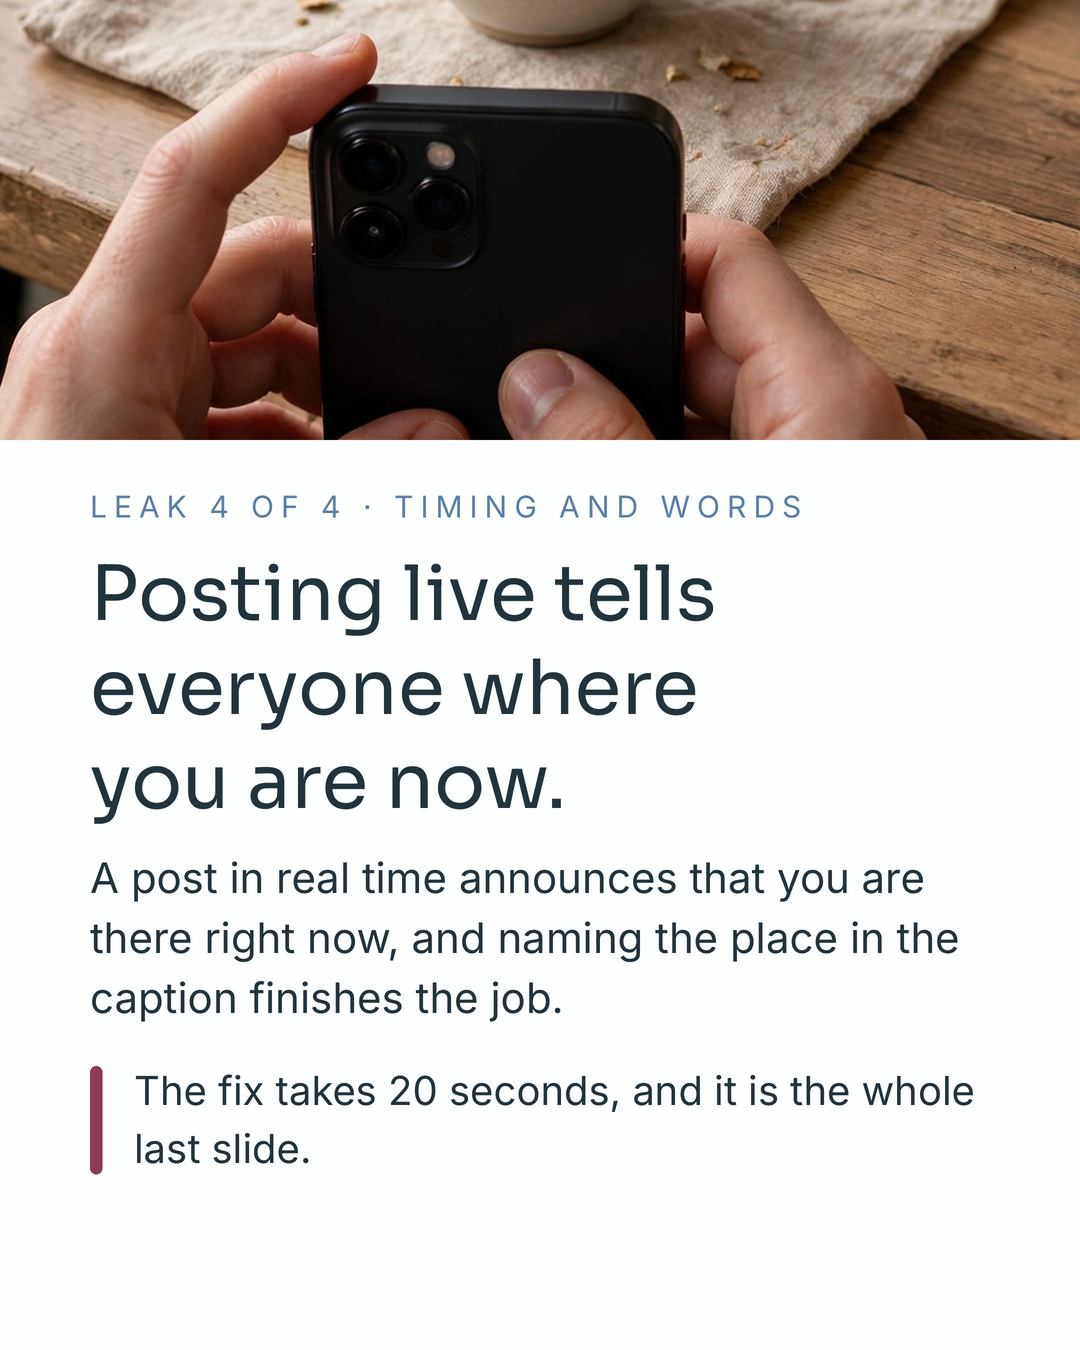 LEAK 4 OF 4 · TIMING AND WORDS
Posting live tells
everyone where
you are now.
A post in real time announces that you are
there right now, and naming the place in the
caption finishes the job.
The fix takes 20 seconds, and it is the whole
last slide.